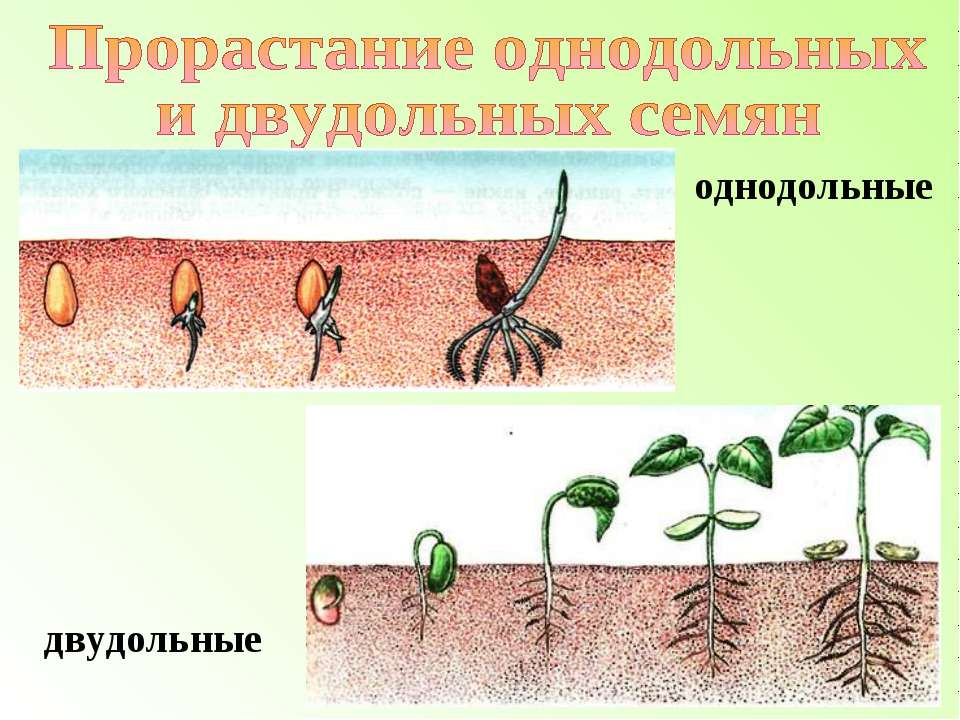 Прорастание однодольных
и двудольных семян
однодольные
двудольные